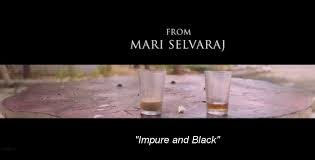 FROM
MARI SELVARAJ
"Impure and Black"